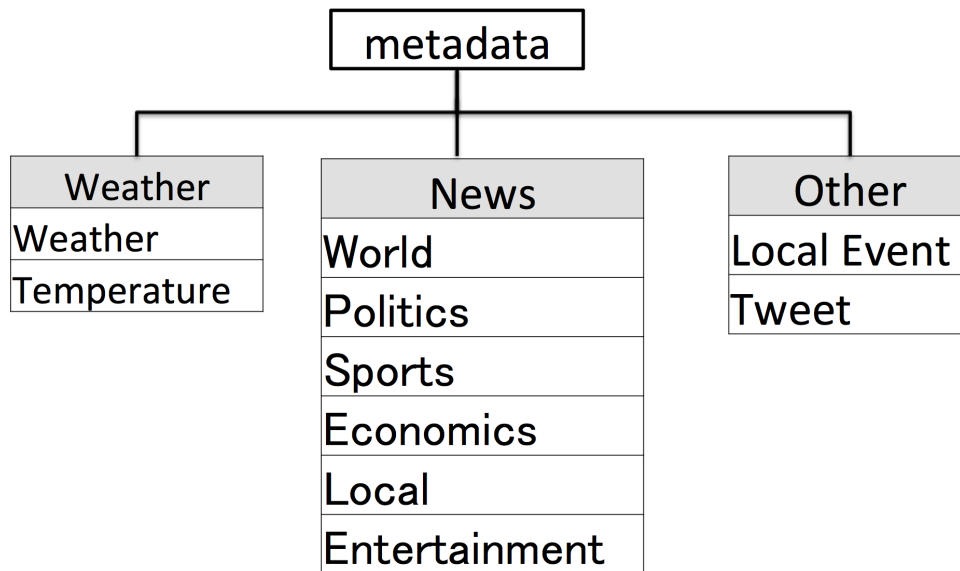 metadata
Weather
Weather
Temperature
News
World
Politics
Sports
Economics
Local
Entertainment
Other
Local Event
Tweet